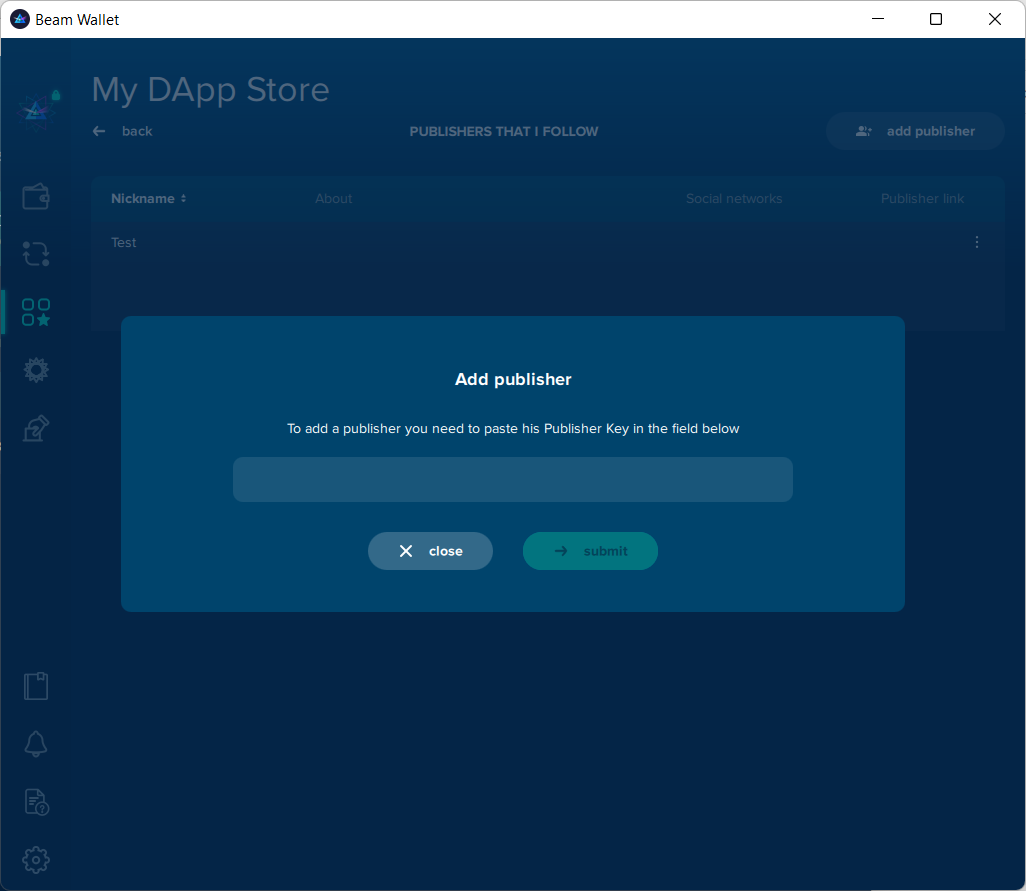 Beam Wallet
My DApp Store
back
PUBLISHERS THAT I FOLLOW
add publisher
Nickname
About
Social networks
Publisher link
Test
Add publisher
To add a publisher you need to paste his Publisher Key in the field below
close
submit